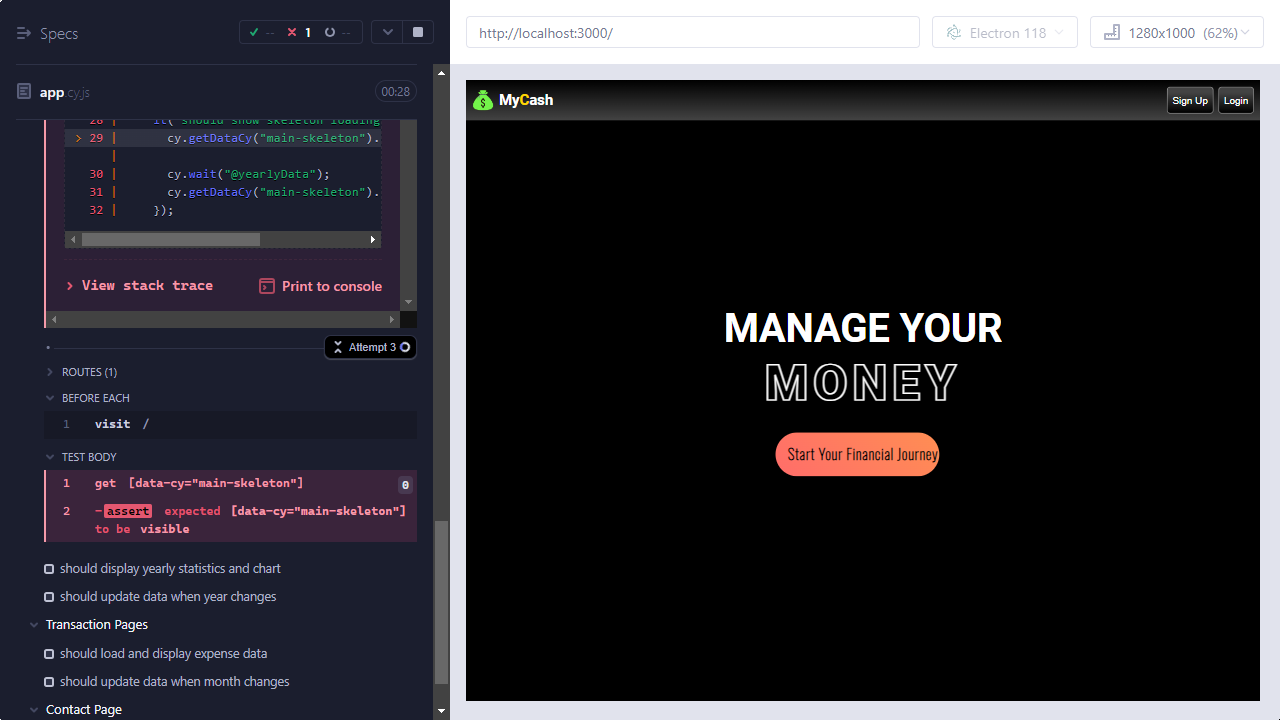 Specs
-- 1 --
app.cy.js
00:28
28 | it("should show skeleton loading
> 29 | cy.getDataCy("main-skeleton").
|
30 | cy.wait("@yearlyData");
31 | cy.getDataCy("main-skeleton").
32 | });
View stack trace
Print to console
Attempt 3
ROUTES (1)
BEFORE EACH
1 visit /
TEST BODY
1 get [data-cy="main-skeleton"] 0
2 -assert expected [data-cy="main-skeleton"]
to be visible
should display yearly statistics and chart
should update data when year changes
Transaction Pages
should load and display expense data
should update data when month changes
Contact Page
http://localhost:3000/
Electron 118
1280x1000 (62%)
MyCash
Sign Up
Login
MANAGE YOUR
MONEY
Start Your Financial Journey